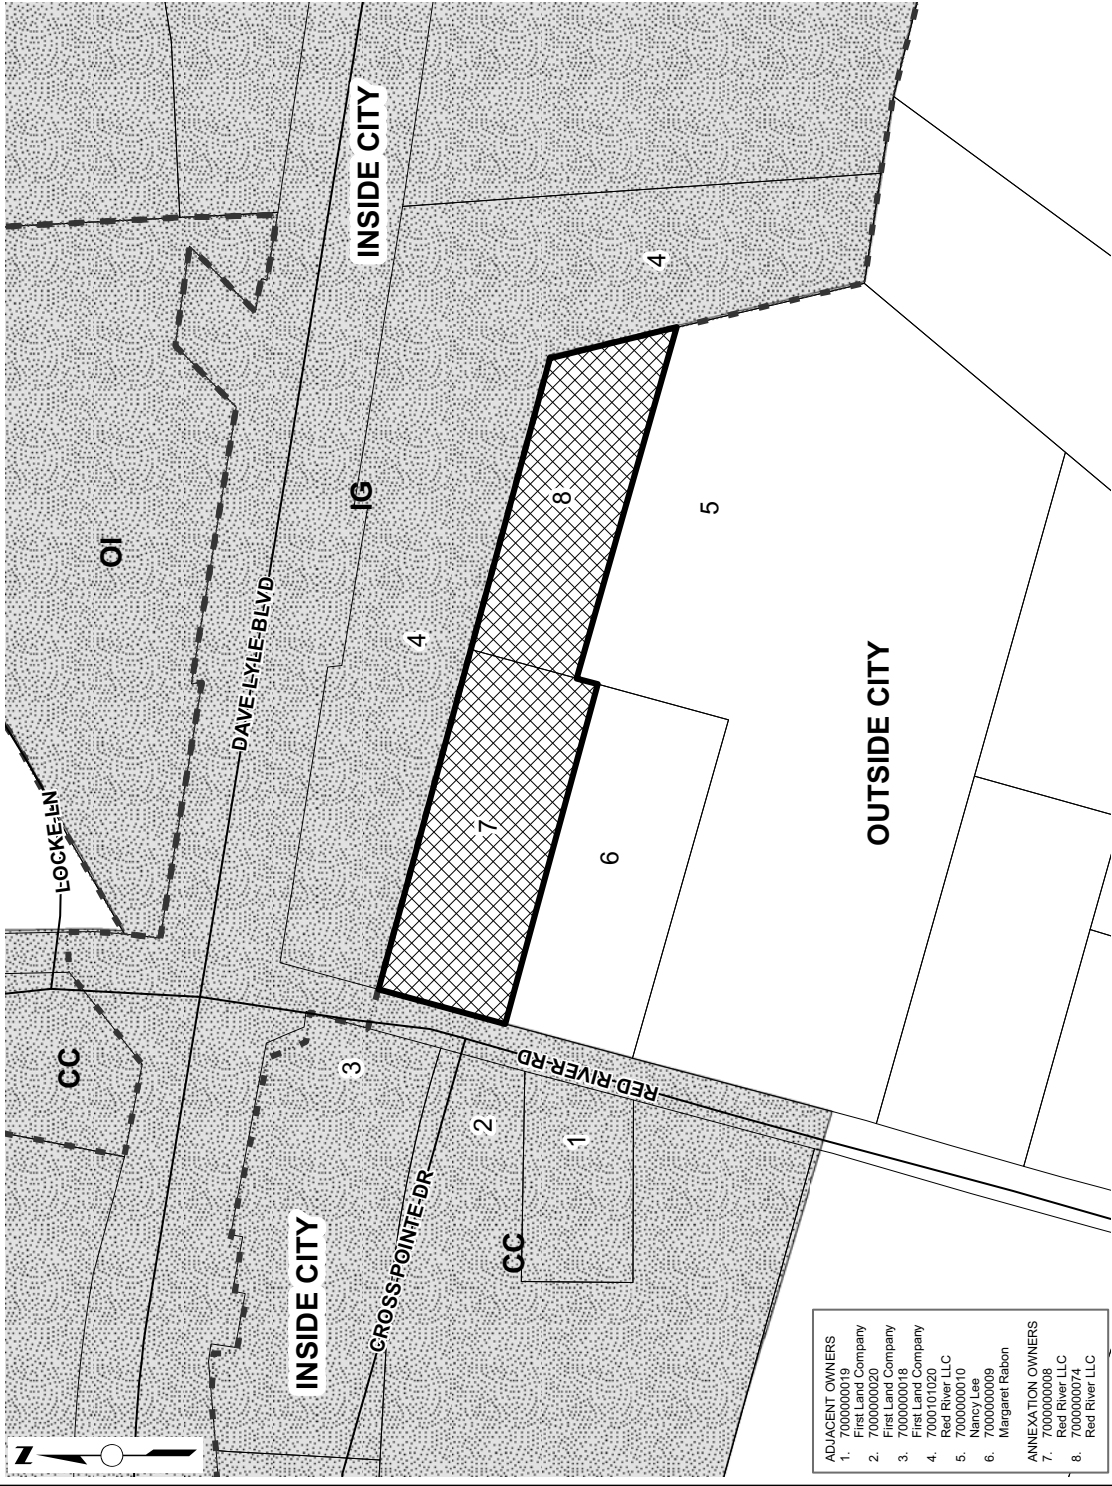 INSIDE CITY
OI
IG
4
4
8
5
DAVE LYLE BLVD
LOCKE LN
7
6
OUTSIDE CITY
CC
3
RED RIVER RD
2
1
CC
CROSS POINTE DR
INSIDE CITY
N
ADJACENT OWNERS
1. 7000000019
First Land Company
2. 7000000020
First Land Company
3. 7000000018
First Land Company
4. 7000101020
Red River LLC
5. 7000000010
Nancy Lee
6. 7000000009
Margaret Rabon
ANNEXATION OWNERS
7. 7000000008
Red River LLC
8. 7000000074
Red River LLC